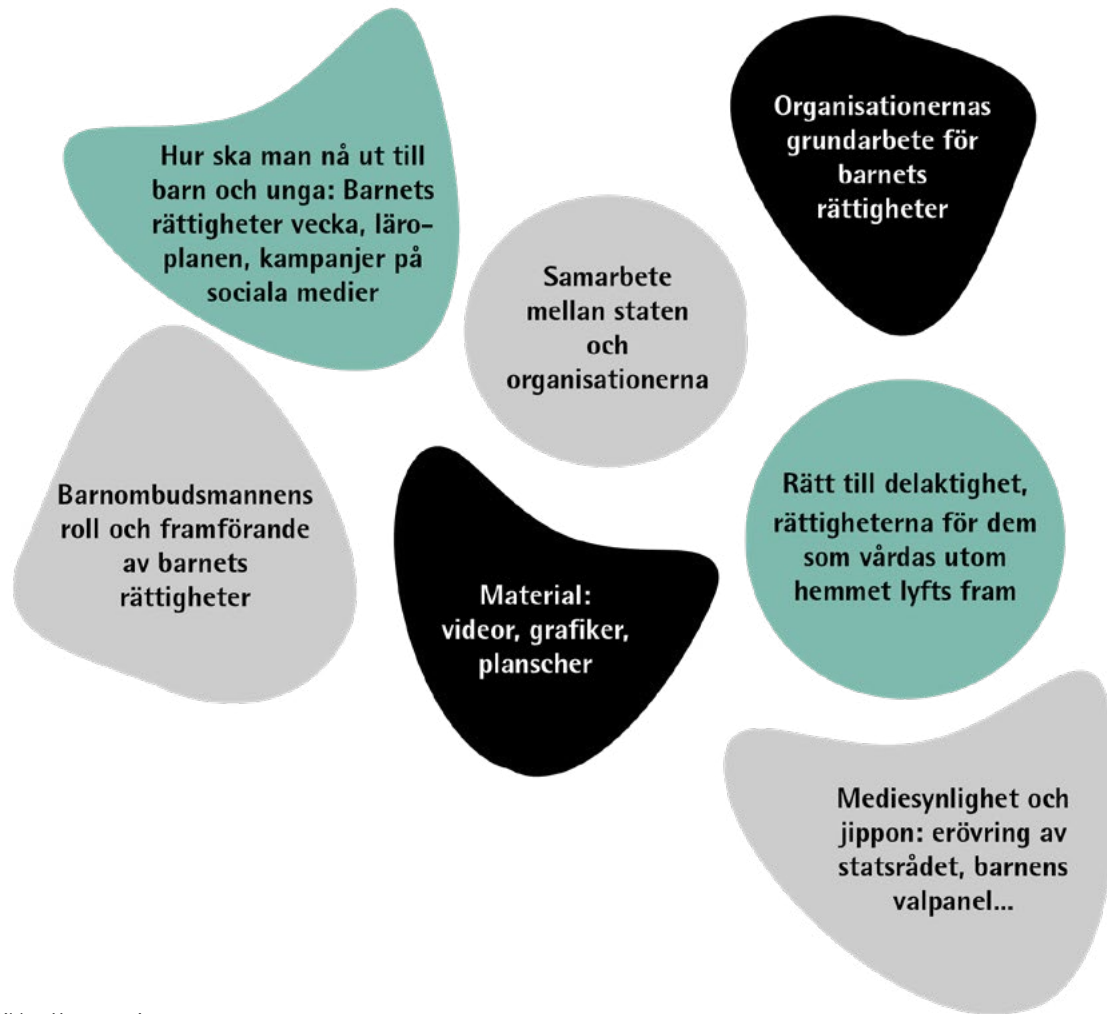 Hur ska man nå ut till
barn och unga: Barnets
rättigheter vecka, läro-
planen, kampanjer på
sociala medier
Organisationernas
grundarbete för
barnets
rättigheter
Samarbete
mellan staten
och
organisationerna
Barnombudsmannens
roll och framförande
av barnets
rättigheter
Material:
videor, grafiker,
planscher
Rätt till delaktighet,
rättigheterna för dem
som vårdas utom
hemmet lyfts fram
Mediesynlighet och
jippon: erövring av
statsrådet, barnens
valpanel...